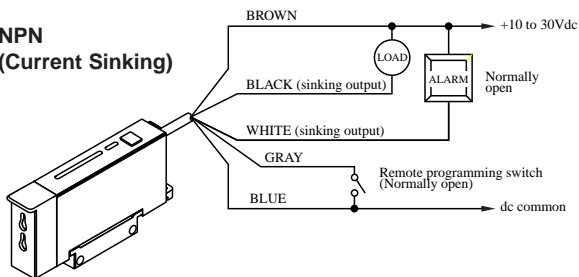 NPN
(Current Sinking)
BROWN
+10 to 30Vdc
LOAD
ALARM
Normally
open
BLACK (sinking output)
WHITE (sinking output)
GRAY
Remote programming switch
(Normally open)
BLUE
dc common